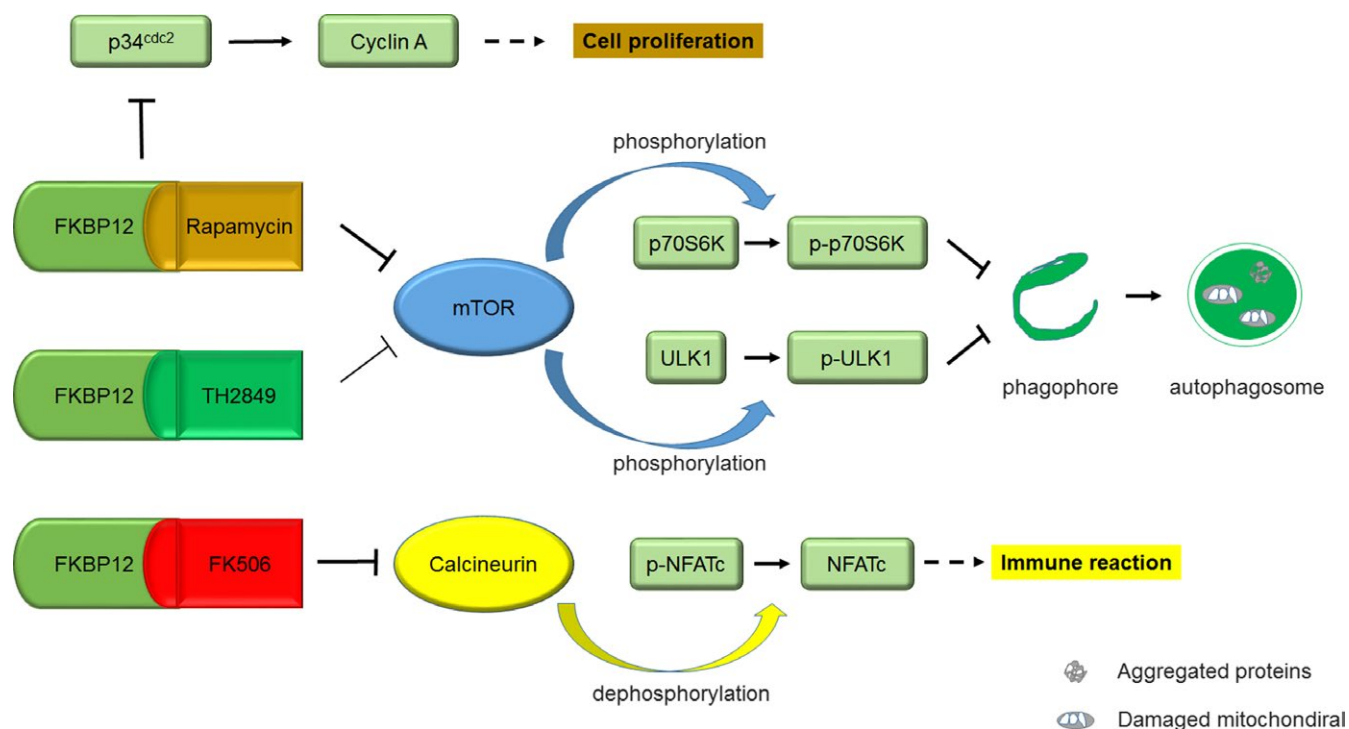 p34cdc2
Cyclin A
Cell proliferation
phosphorylation
FKBP12
Rapamycin
p70S6K
p-p70S6K
mTOR
FKBP12
TH2849
ULK1
p-ULK1
phagophore
autophagosome
phosphorylation
FKBP12
FK506
Calcineurin
p-NFATc
NFATc
Immune reaction
dephosphorylation
Aggregated proteins
Damaged mitochondiral